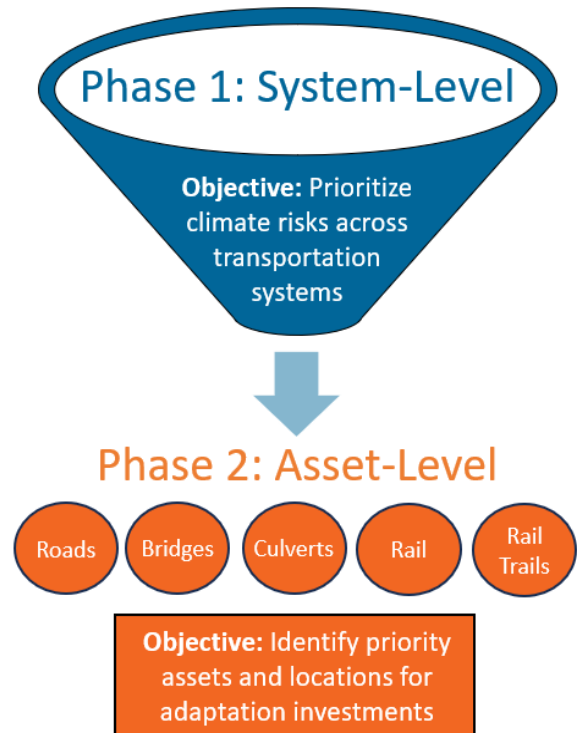 Phase 1: System-Level
Objective: Prioritize
climate risks across
transportation
systems
Phase 2: Asset-Level
Roads
Bridges
Culverts
Rail
Rail
Trails
Objective: Identify priority
assets and locations for
adaptation investments